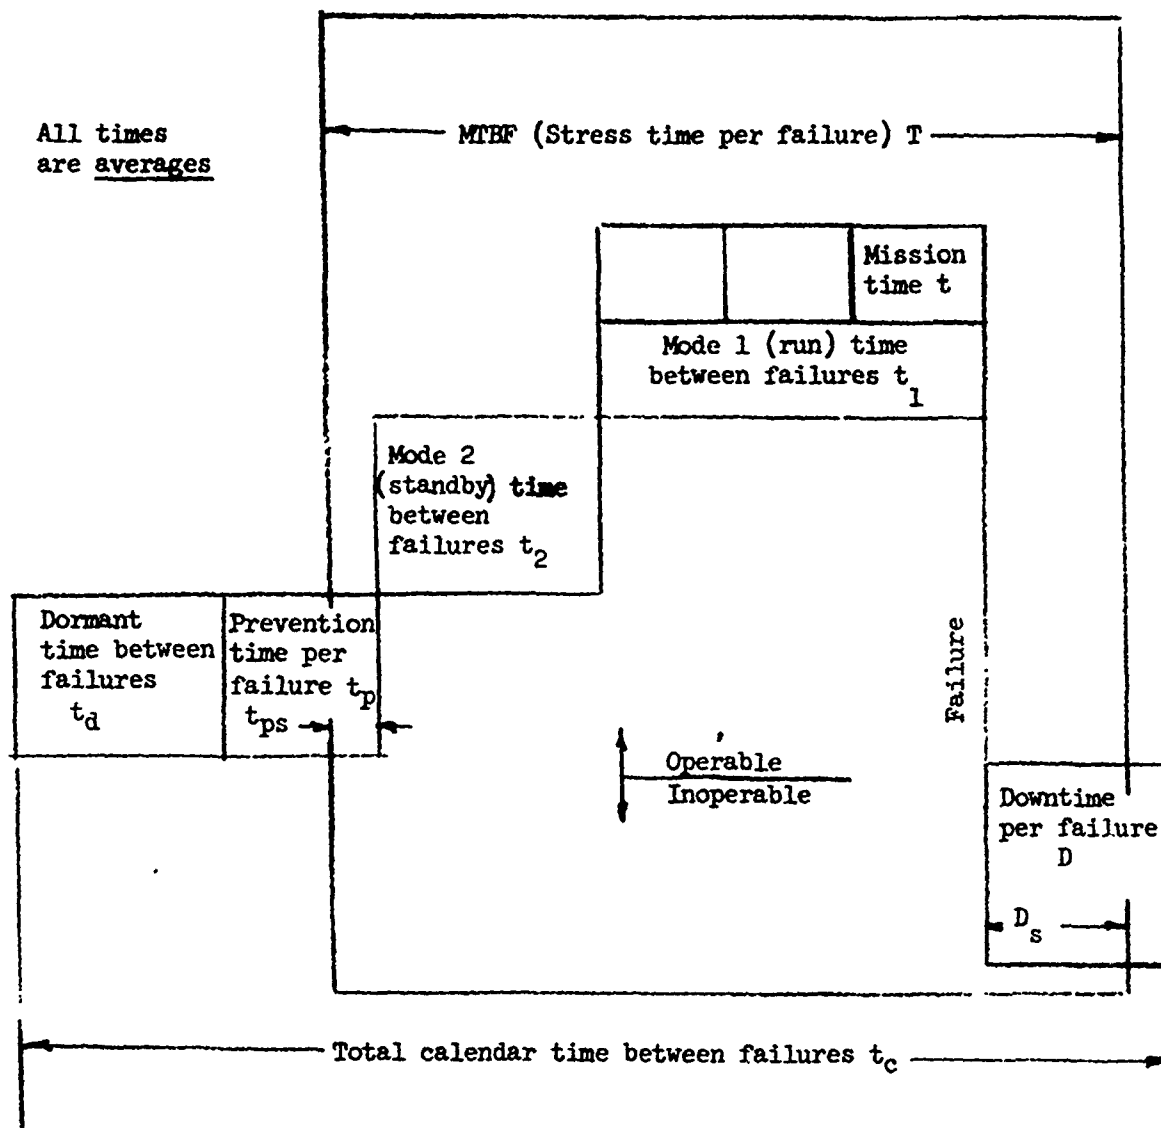 All times
are averages
MTBF (Stress time per failure) T
Mission
time t
Mode 1 (run) time
between failures t1
Mode 2
(standby) time
between
failures t2
Dormant
time between
failures
td
Prevention
time per
failure tp
tps
Failure
Operable
Inoperable
Downtime
per failure
D
Ds
Total calendar time between failures tc